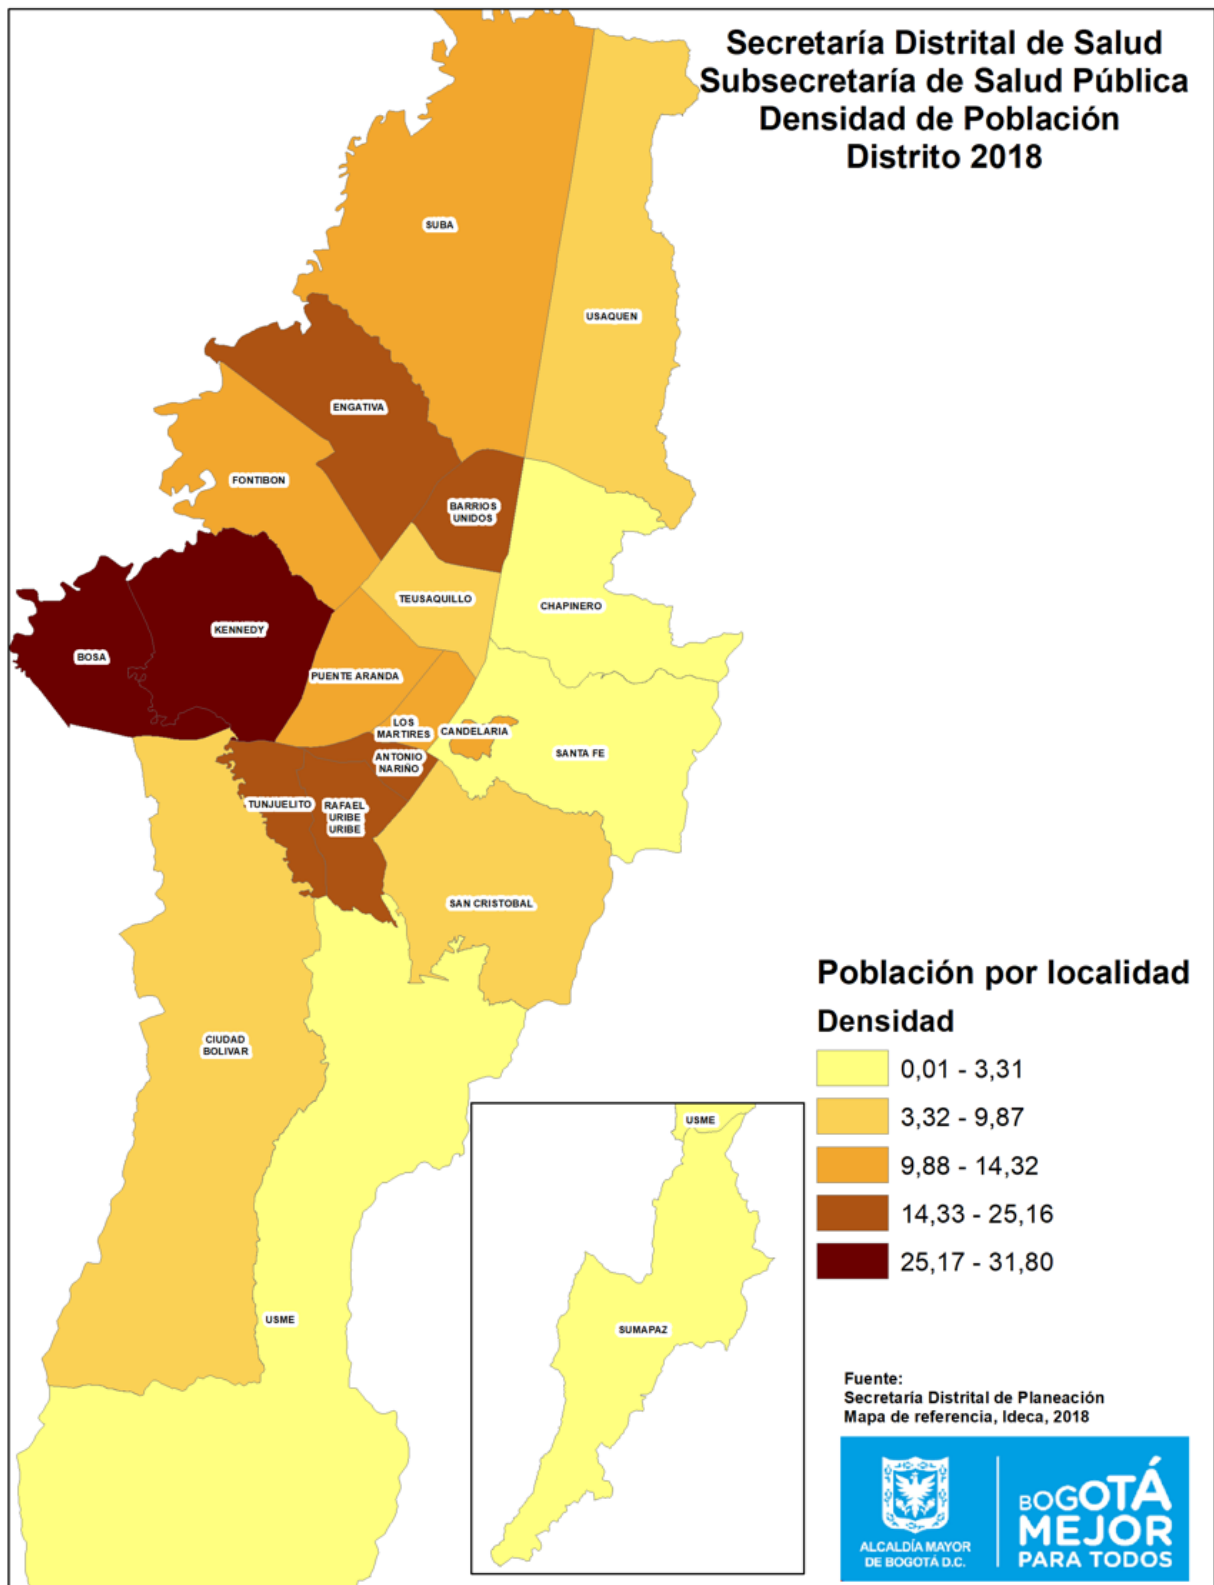 Secretaría Distrital de Salud
Subsecretaría de Salud Pública
Densidad de Población
Distrito 2018
SUBA
USAQUEN
ENGATIVA
FONTIBON
BARRIOS
UNIDOS
TEUSAQUILLO
CHAPINERO
KENNEDY
BOSA
PUENTE ARANDA
LOS
MARTIRES
CANDELARIA
SANTA FE
ANTONIO
NARIÑO
TUNJUELITO
RAFAEL
URIBE
URIBE
SAN CRISTOBAL
CIUDAD
BOLIVAR
USME
USME
SUMAPAZ
Población por localidad
Densidad
0,01 - 3,31
3,32 - 9,87
9,88 - 14,32
14,33 - 25,16
25,17 - 31,80
Fuente:
Secretaría Distrital de Planeación
Mapa de referencia, Ideca, 2018
ALCALDÍA MAYOR
DE BOGOTÁ D.C.
BOGOTÁ
MEJOR
PARA TODOS